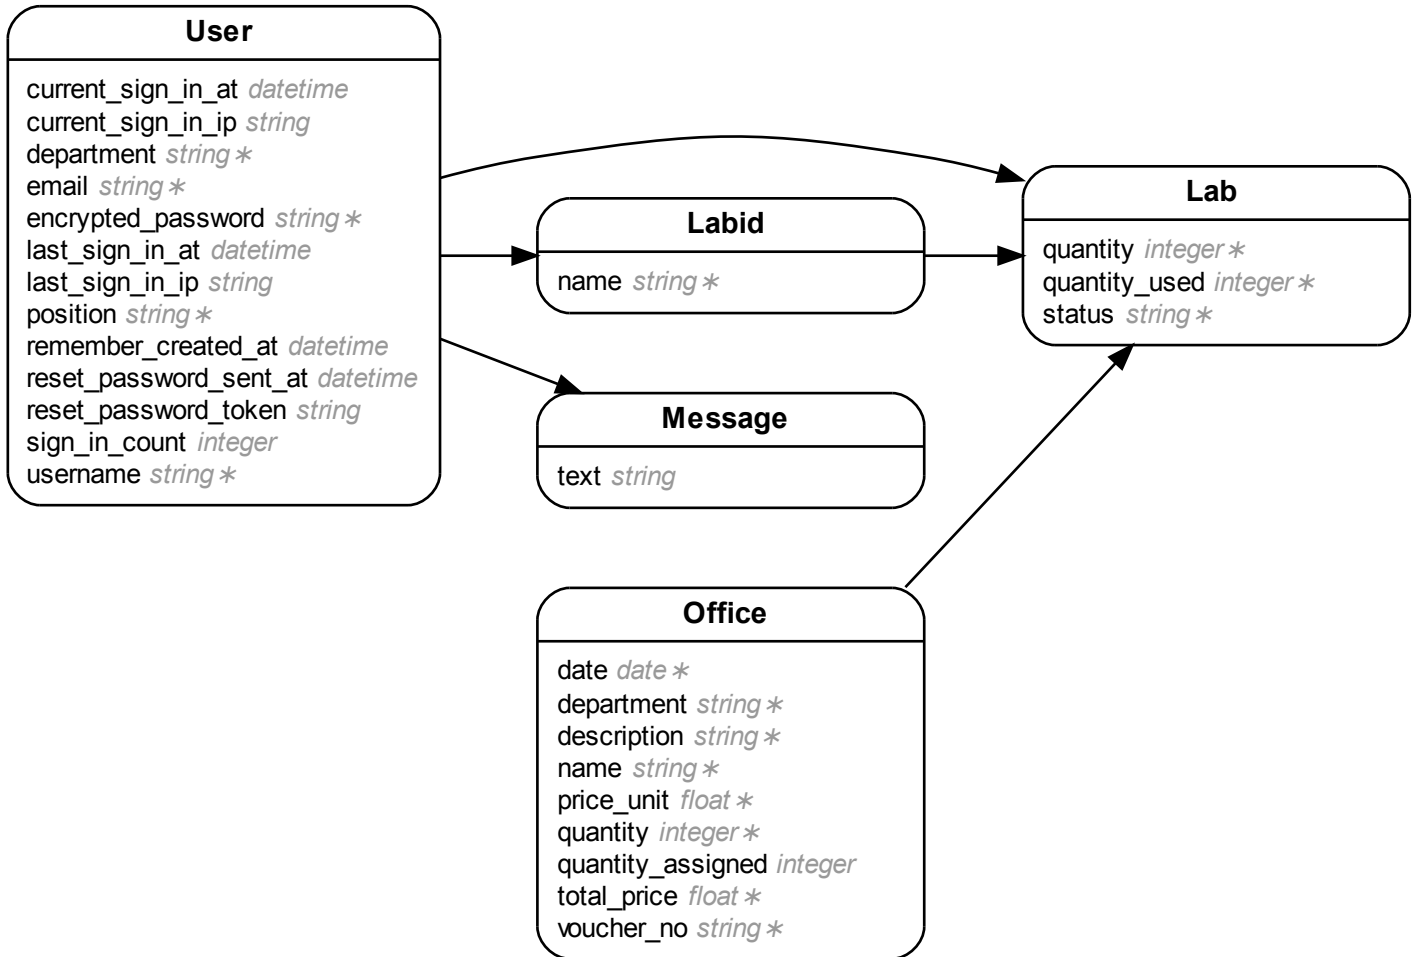 User
current_sign_in_at datetime
current_sign_in_ip string
department string ∗
email string ∗
encrypted_password string ∗
last_sign_in_at datetime
last_sign_in_ip string
position string ∗
remember_created_at datetime
reset_password_sent_at datetime
reset_password_token string
sign_in_count integer
username string ∗
Labid
name string ∗
Message
text string
Office
date date ∗
department string ∗
description string ∗
name string ∗
price_unit float ∗
quantity integer ∗
quantity_assigned integer
total_price float ∗
voucher_no string ∗
Lab
quantity integer ∗
quantity_used integer ∗
status string ∗